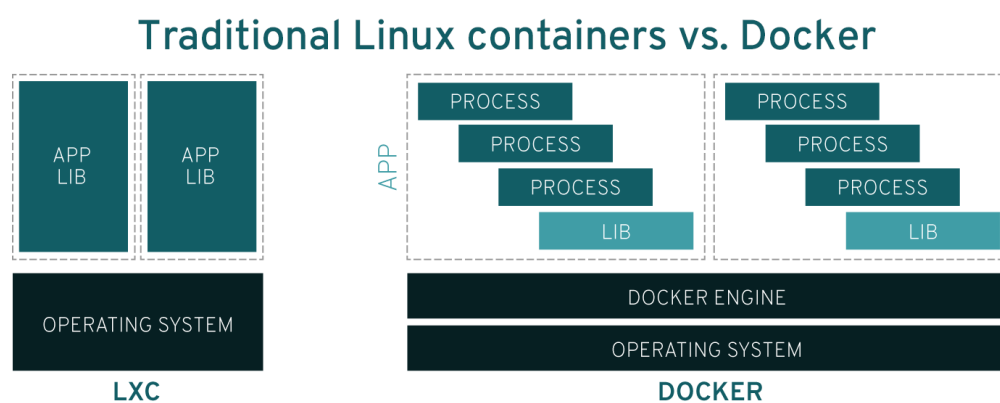 Traditional Linux containers vs. Docker
APP
LIB
APP
LIB
OPERATING SYSTEM
LXC
APP
PROCESS
PROCESS
PROCESS
LIB
PROCESS
PROCESS
PROCESS
LIB
DOCKER ENGINE
OPERATING SYSTEM
DOCKER